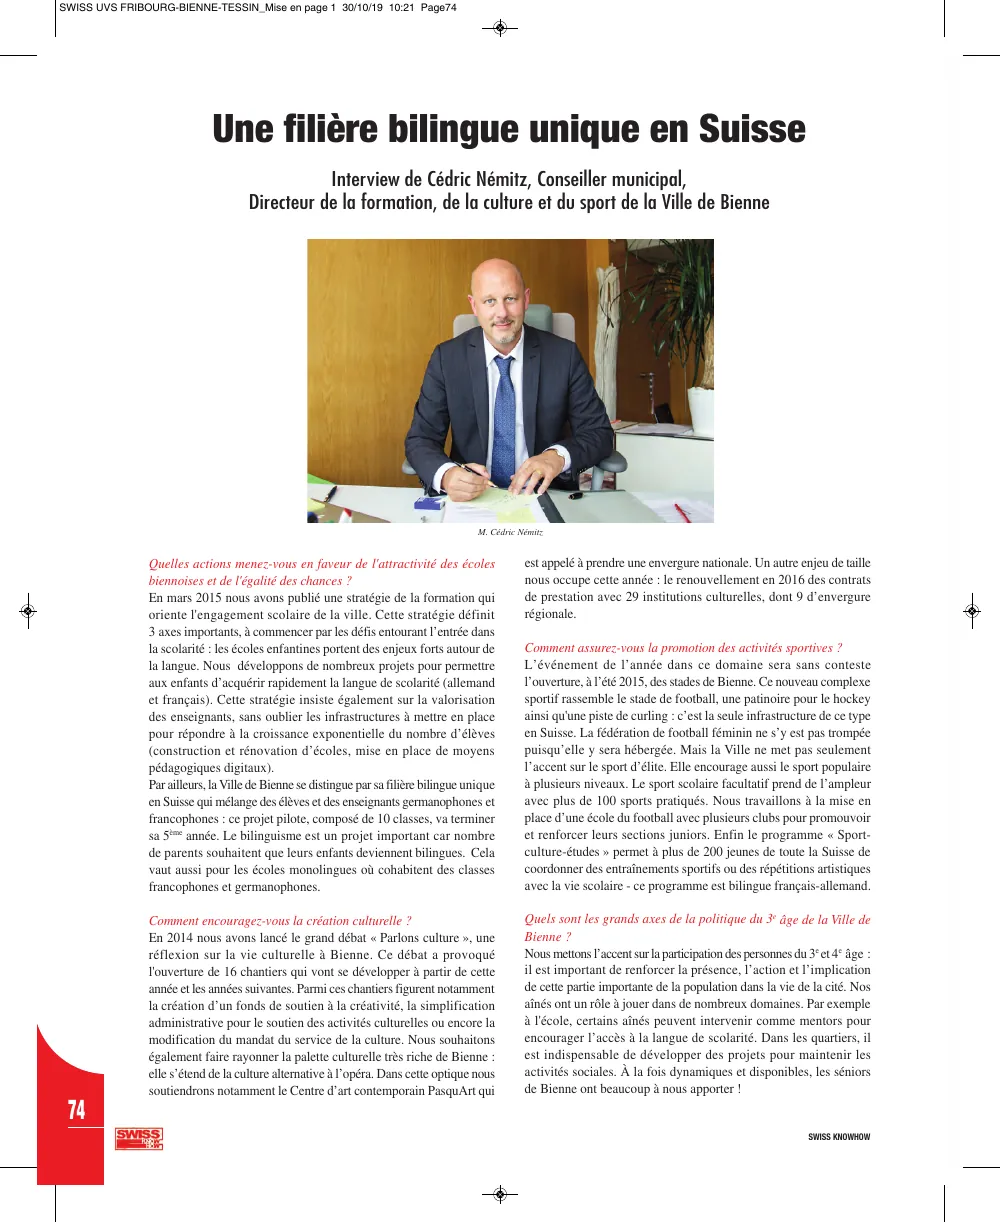 SWISS UVS FRIBOURG-BIENNE-TESSIN_Mise en page 1 30/10/19 10:21 Page74
Une filière bilingue unique en Suisse
Interview de Cédric Némitz, Conseiller municipal,
Directeur de la formation, de la culture et du sport de la Ville de Bienne
M. Cédric Némitz
Quelles actions menez-vous en faveur de l'attractivité des écoles
biennoises et de l'égalité des chances ?
En mars 2015 nous avons publié une stratégie de la formation qui
oriente l'engagement scolaire de la ville. Cette stratégie définit
3 axes importants, à commencer par les défis entourant l’entrée dans
la scolarité : les écoles enfantines portent des enjeux forts autour de
la langue. Nous développons de nombreux projets pour permettre
aux enfants d’acquérir rapidement la langue de scolarité (allemand
et français). Cette stratégie insiste également sur la valorisation
des enseignants, sans oublier les infrastructures à mettre en place
pour répondre à la croissance exponentielle du nombre d’élèves
(construction et rénovation d’écoles, mise en place de moyens
pédagogiques digitaux).
Par ailleurs, la Ville de Bienne se distingue par sa filière bilingue unique
en Suisse qui mélange des élèves et des enseignants germanophones et
francophones : ce projet pilote, composé de 10 classes, va terminer
sa 5ème année. Le bilinguisme est un projet important car nombre
de parents souhaitent que leurs enfants deviennent bilingues. Cela
vaut aussi pour les écoles monolingues où cohabitent des classes
francophones et germanophones.
Comment encouragez-vous la création culturelle ?
En 2014 nous avons lancé le grand débat « Parlons culture », une
réflexion sur la vie culturelle à Bienne. Ce débat a provoqué
l'ouverture de 16 chantiers qui vont se développer à partir de cette
année et les années suivantes. Parmi ces chantiers figurent notamment
la création d’un fonds de soutien à la créativité, la simplification
administrative pour le soutien des activités culturelles ou encore la
modification du mandat du service de la culture. Nous souhaitons
également faire rayonner la palette culturelle très riche de Bienne :
elle s’étend de la culture alternative à l’opéra. Dans cette optique nous
soutiendrons notamment le Centre d’art contemporain PasquArt qui
est appelé à prendre une envergure nationale. Un autre enjeu de taille
nous occupe cette année : le renouvellement en 2016 des contrats
de prestation avec 29 institutions culturelles, dont 9 d’envergure
régionale.
Comment assurez-vous la promotion des activités sportives ?
L’événement de l’année dans ce domaine sera sans conteste
l’ouverture, à l’été 2015, des stades de Bienne. Ce nouveau complexe
sportif rassemble le stade de football, une patinoire pour le hockey
ainsi qu'une piste de curling : c’est la seule infrastructure de ce type
en Suisse. La fédération de football féminin ne s’y est pas trompée
puisqu’elle y sera hébergée. Mais la Ville ne met pas seulement
l’accent sur le sport d’élite. Elle encourage aussi le sport populaire
à plusieurs niveaux. Le sport scolaire facultatif prend de l’ampleur
avec plus de 100 sports pratiqués. Nous travaillons à la mise en
place d’une école du football avec plusieurs clubs pour promouvoir
et renforcer leurs sections juniors. Enfin le programme « Sport-
culture-études » permet à plus de 200 jeunes de toute la Suisse de
coordonner des entraînements sportifs ou des répétitions artistiques
avec la vie scolaire - ce programme est bilingue français-allemand.
Quels sont les grands axes de la politique du 3e âge de la Ville de
Bienne ?
Nous mettons l’accent sur la participation des personnes du 3e et 4e âge :
il est important de renforcer la présence, l’action et l’implication
de cette partie importante de la population dans la vie de la cité. Nos
aînés ont un rôle à jouer dans de nombreux domaines. Par exemple
à l'école, certains aînés peuvent intervenir comme mentors pour
encourager l’accès à la langue de scolarité. Dans les quartiers, il
est indispensable de développer des projets pour maintenir les
activités sociales. À la fois dynamiques et disponibles, les séniors
de Bienne ont beaucoup à nous apporter !
74
SWISS
SWISS KNOWHOW